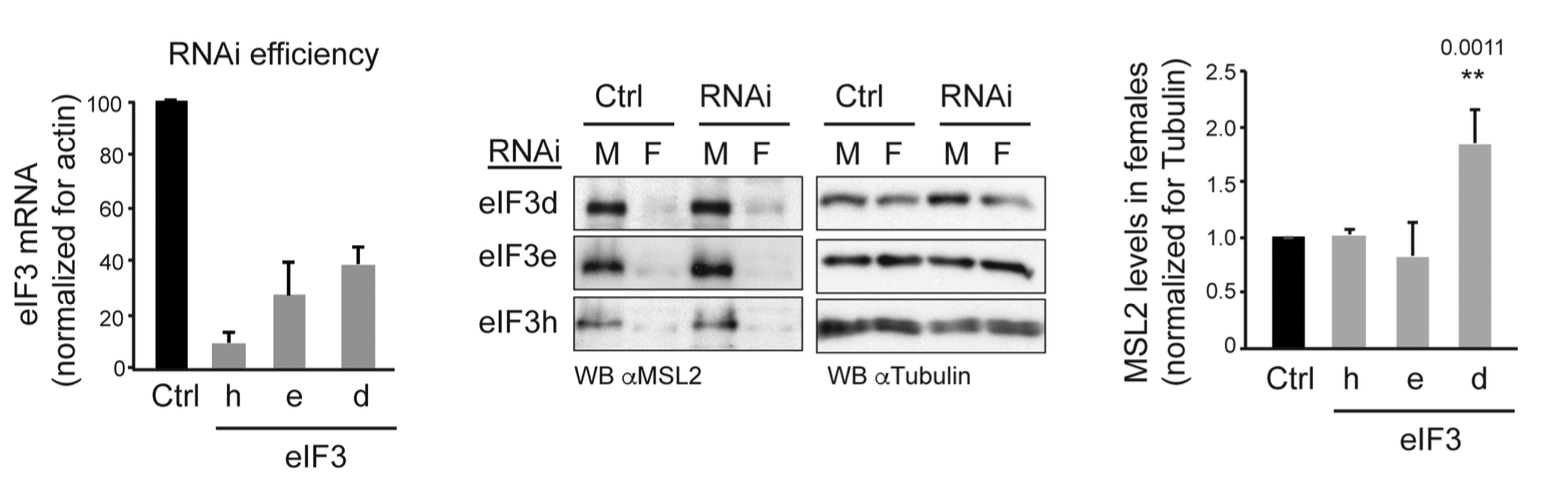 RNAi efficiency
eIF3 mRNA
(normalized for actin)
100
80
60
40
20
0
Ctrl h e d
eIF3
Ctrl RNAi Ctrl RNAi
RNAi M F M F M F M F
eIF3d
eIF3e
eIF3h
WB αMSL2 WB αTubulin
MSL2 levels in females
(normalized for Tubulin)
0.0011
**
2.5
2.0
1.5
1.0
0.5
0
Ctrl h e d
eIF3